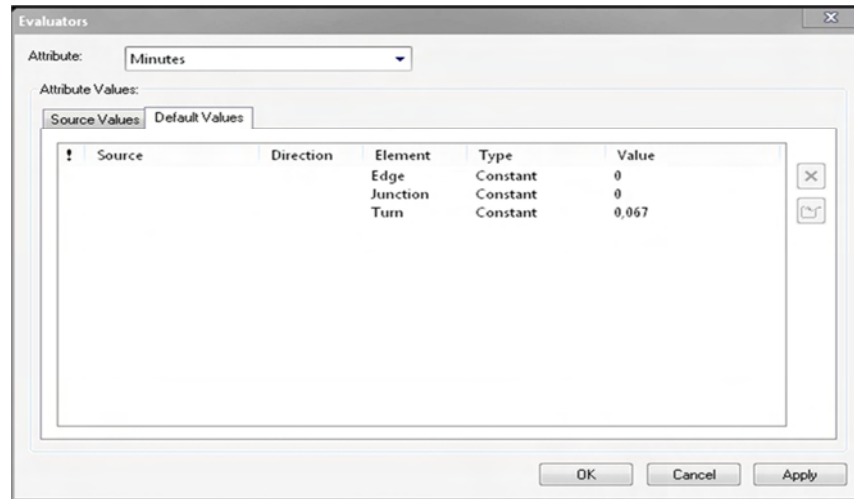 Evaluators
Attribute: Minutes
Attribute Values:
Source Values Default Values
! Source Direction Element Type Value
Edge Constant 0
Junction Constant 0
Turn Constant 0,067
OK Cancel Apply